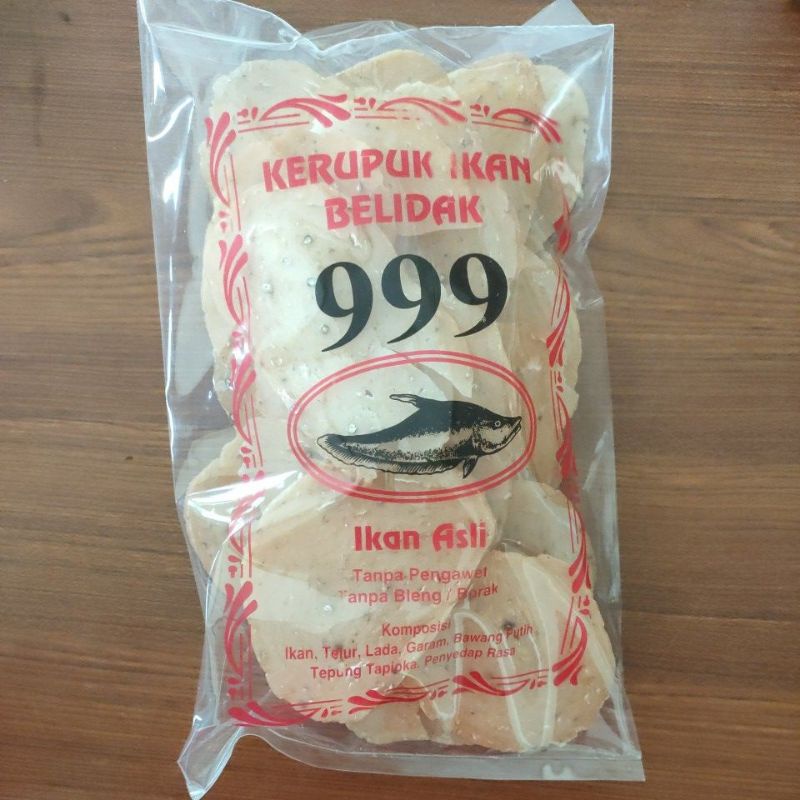 KERUPUK IKAN
BELIDAK
999
Ikan Asli
Tanpa Pengawet
Tanpa Bleng / Borak
Komposisi
Ikan, Telur, Lada, Garam, Bawang Putih
Tepung Tapioka, Penyedap Rasa